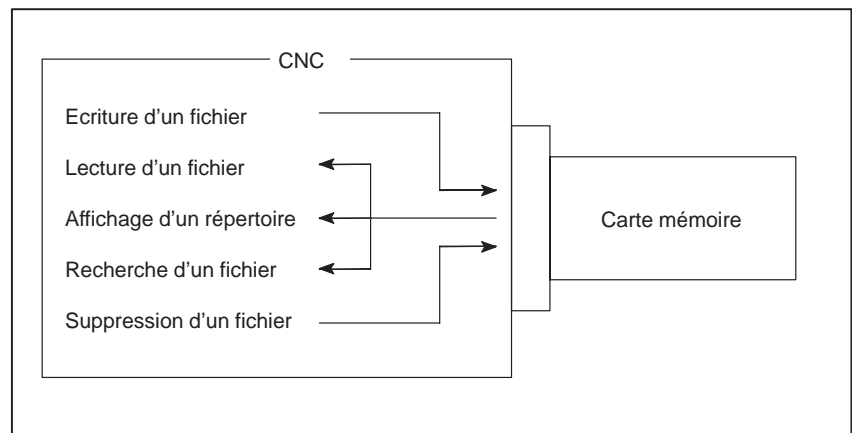 CNC
Ecriture d’un fichier
Lecture d’un fichier
Affichage d’un répertoire
Recherche d’un fichier
Suppression d’un fichier
Carte mémoire